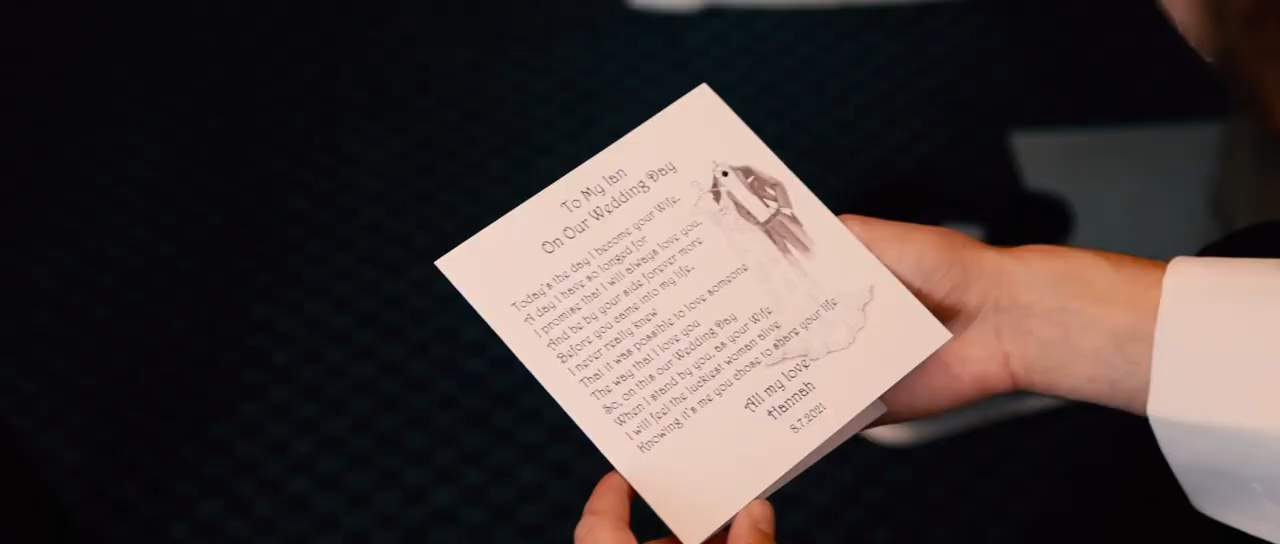 To My Ian
On Our Wedding Day
Today's the day I become your Wife,
A day I have so longed for
I promise that I will always love you,
And be by your side forever more
Before you came into my life,
I never really knew
That it was possible to love someone
The way that I love you
So, on this our Wedding Day
When I stand by you, as your Wife
I will feel the luckiest woman alive
Knowing it's me you chose to share your life
All my love
Hannah
8.7.2021